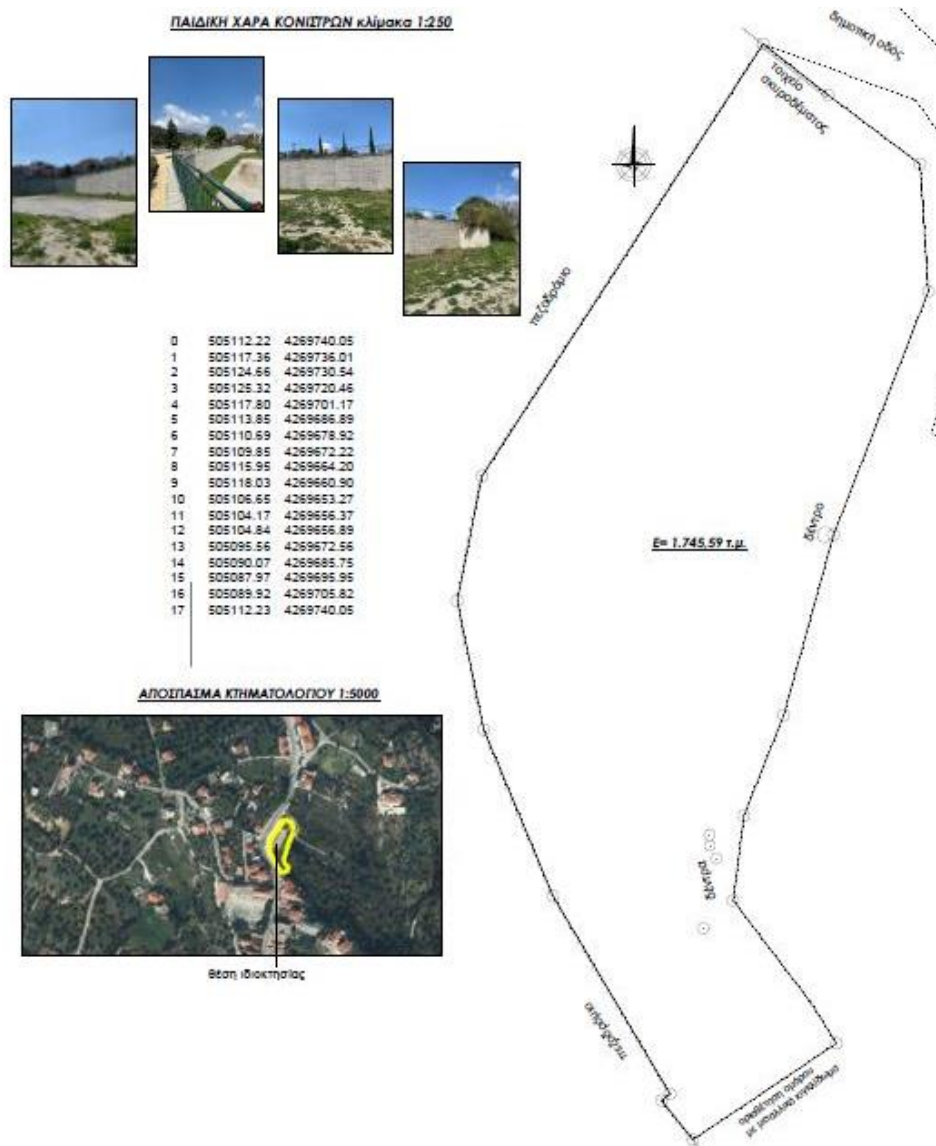 ΠΑΙΔΙΚΗ ΧΑΡΑ ΚΟΝΙΣΤΡΩΝ κλίμακα 1:250
δημοτική οδός
τοιχείο
σκυροδέματος
πεζοδρόμιο
0 505112.22 4269740.05
1 505117.36 4269736.01
2 505124.66 4269730.54
3 505125.32 4269720.46
4 505117.80 4269701.17
5 505113.85 4269686.89
6 505110.69 4269678.92
7 505109.85 4269672.22
8 505115.95 4269664.20
9 505118.03 4269660.90
10 505106.65 4269653.27
11 505104.17 4269656.37
12 505104.84 4269656.89
13 505095.56 4269672.56
14 505090.07 4269685.75
15 505087.97 4269695.95
16 505089.92 4269705.82
17 505112.23 4269740.05
δέντρο
Ε= 1.745,59 τ.μ.
ΑΠΟΣΠΑΣΜΑ ΚΤΗΜΑΤΟΛΟΓΙΟΥ 1:5000
δέντρα
θέση ιδιοκτησίας
πεζοδρόμιο